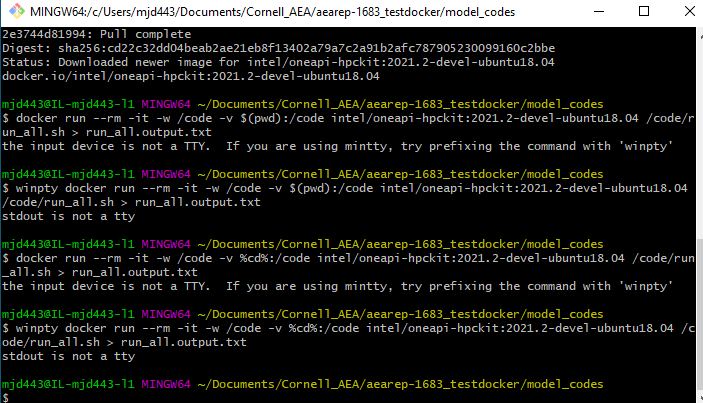 MINGW64:/c/Users/mjd443/Documents/Cornell_AEA/aearep-1683_testdocker/model_codes
2e3744d81994: Pull complete
Digest: sha256:cd22c32dd04beab2ae21eb8f13402a79a7c2a91b2afc787905230099160c2bbe
Status: Downloaded newer image for intel/oneapi-hpckit:2021.2-devel-ubuntu18.04
docker.io/intel/oneapi-hpckit:2021.2-devel-ubuntu18.04
mjd443@IL-mjd443-l1 MINGW64 ~/Documents/Cornell_AEA/aearep-1683_testdocker/model_codes
$ docker run --rm -it -w /code -v $(pwd):/code intel/oneapi-hpckit:2021.2-devel-ubuntu18.04 /code/r
un_all.sh > run_all.output.txt
the input device is not a TTY.  If you are using mintty, try prefixing the command with 'winpty'
mjd443@IL-mjd443-l1 MINGW64 ~/Documents/Cornell_AEA/aearep-1683_testdocker/model_codes
$ winpty docker run --rm -it -w /code -v $(pwd):/code intel/oneapi-hpckit:2021.2-devel-ubuntu18.04
/code/run_all.sh > run_all.output.txt
stdout is not a tty
mjd443@IL-mjd443-l1 MINGW64 ~/Documents/Cornell_AEA/aearep-1683_testdocker/model_codes
$ docker run --rm -it -w /code -v %cd%:/code intel/oneapi-hpckit:2021.2-devel-ubuntu18.04 /code/run
_all.sh > run_all.output.txt
the input device is not a TTY.  If you are using mintty, try prefixing the command with 'winpty'
mjd443@IL-mjd443-l1 MINGW64 ~/Documents/Cornell_AEA/aearep-1683_testdocker/model_codes
$ winpty docker run --rm -it -w /code -v %cd%:/code intel/oneapi-hpckit:2021.2-devel-ubuntu18.04 /c
ode/run_all.sh > run_all.output.txt
stdout is not a tty
mjd443@IL-mjd443-l1 MINGW64 ~/Documents/Cornell_AEA/aearep-1683_testdocker/model_codes
$